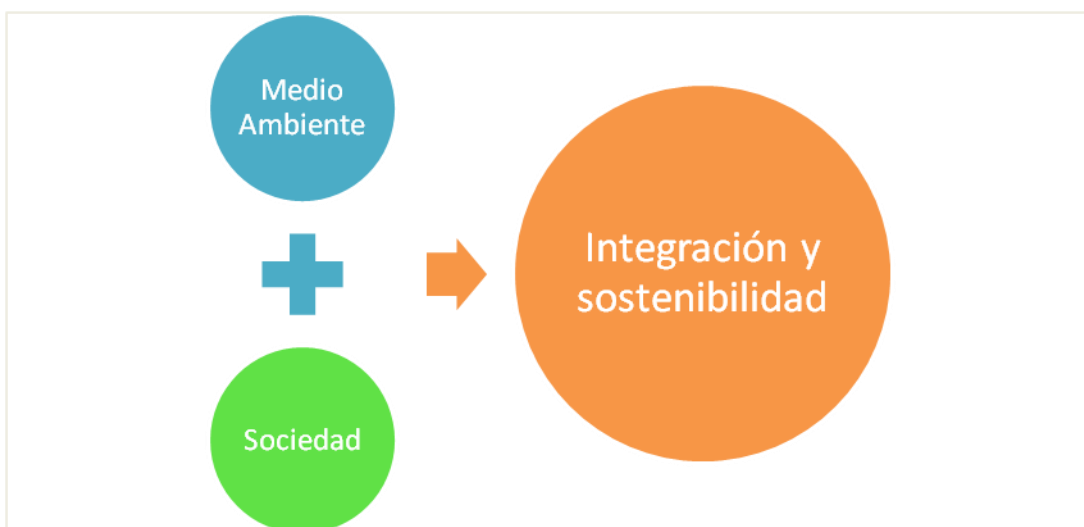 Medio
Ambiente
Sociedad
Integración y
sostenibilidad